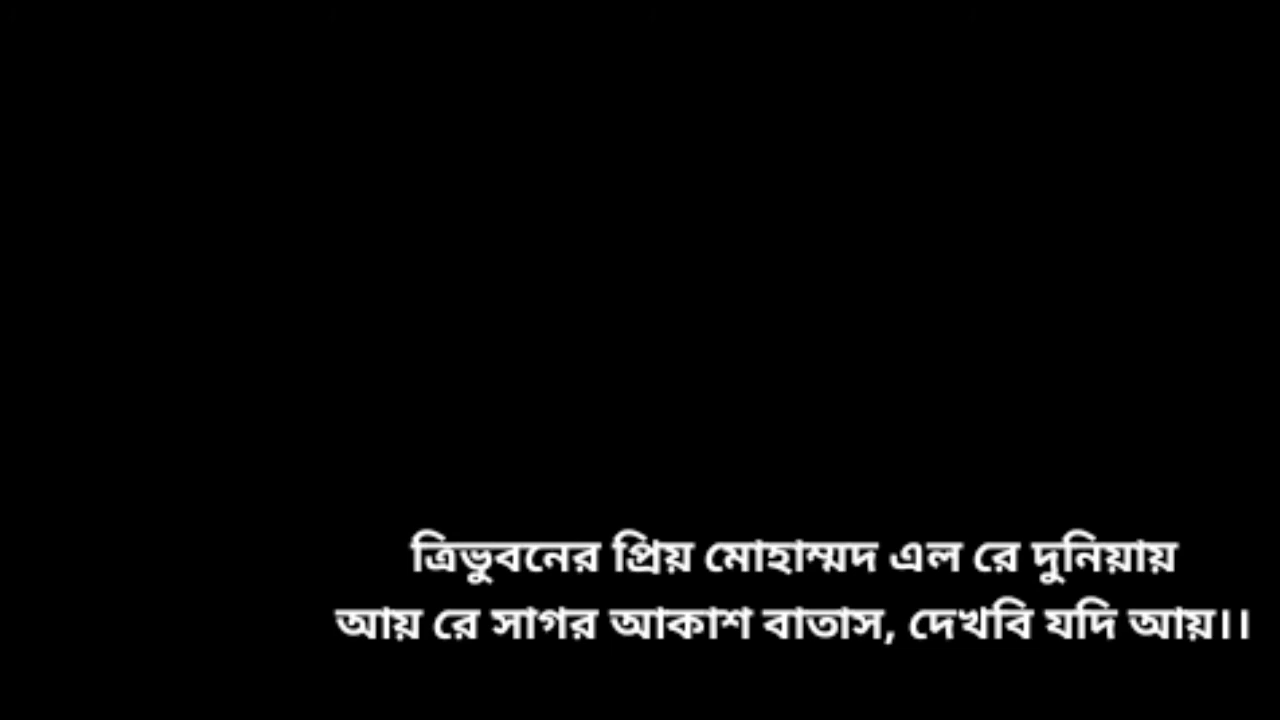 ত্রিভুবনের প্রিয় মোহাম্মদ এল রে দুনিয়ায়
আয় রে সাগর আকাশ বাতাস, দেখবি যদি আয়।।